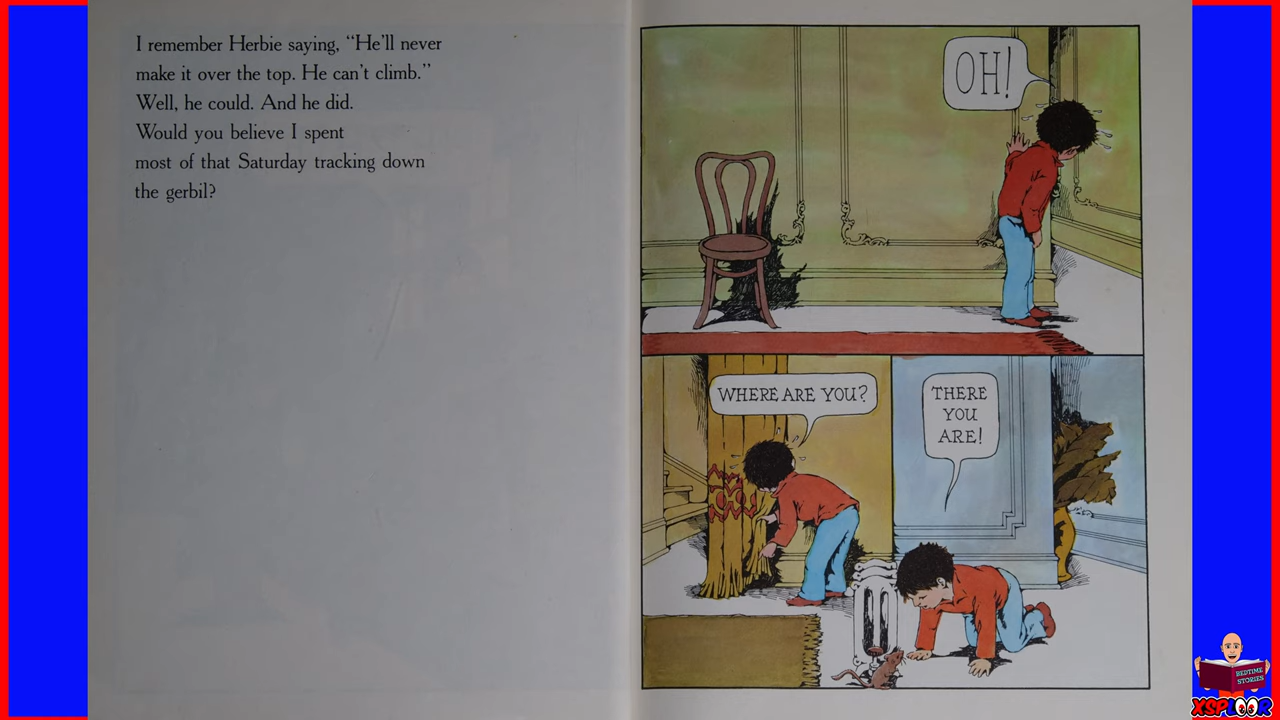 I remember Herbie saying, “He’ll never
make it over the top. He can’t climb.”
Well, he could. And he did.
Would you believe I spent
most of that Saturday tracking down
the gerbil?
OH!
WHERE ARE YOU?
THERE
YOU
ARE!
BEDTIME
STORIES
XSPLOOR